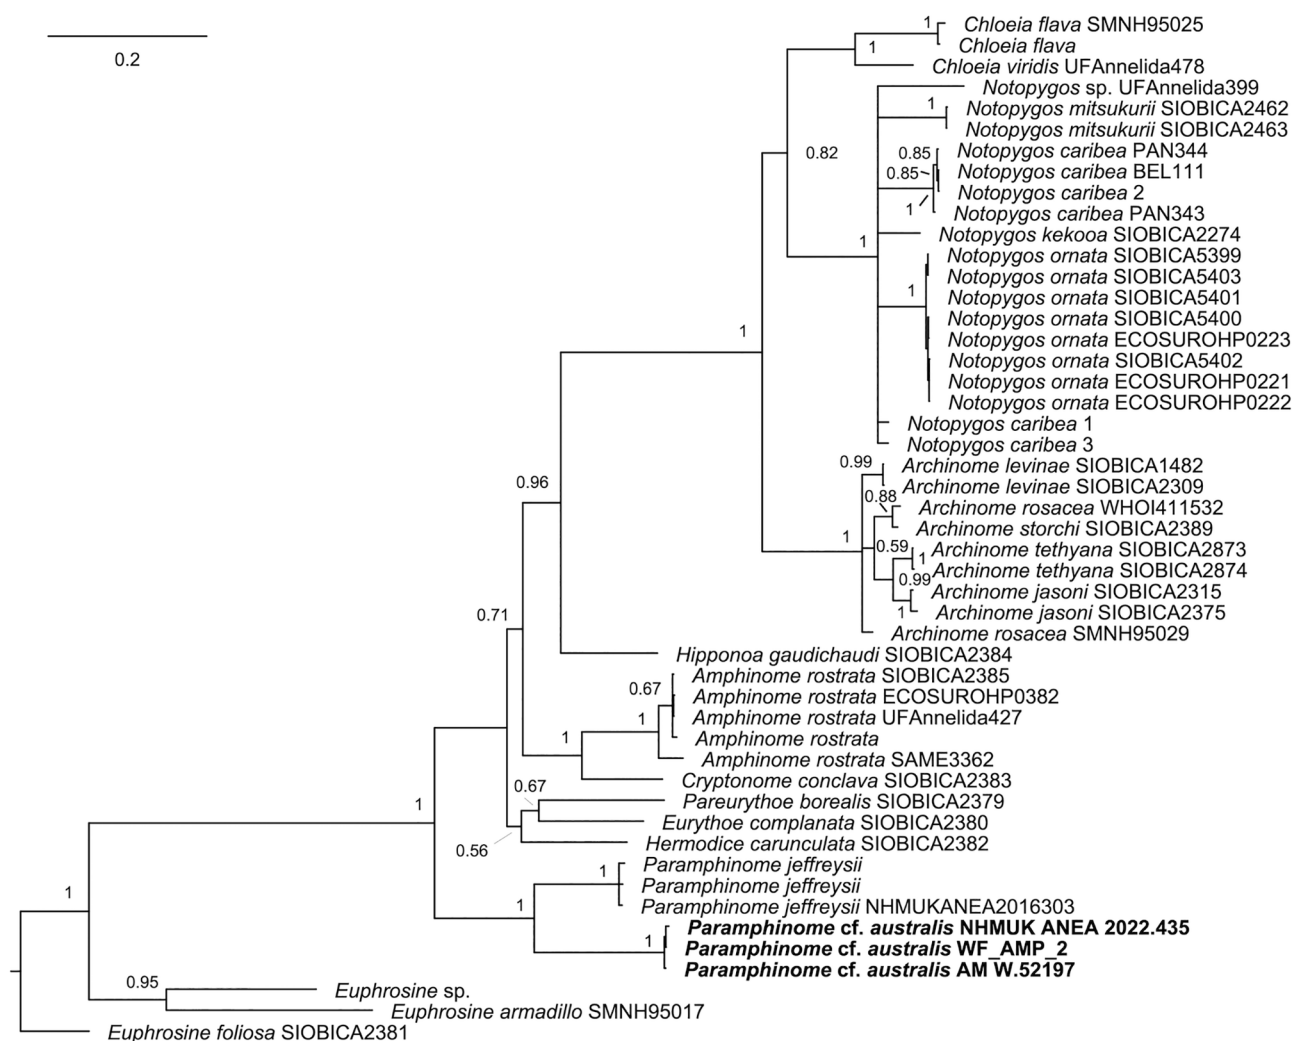 0.2
1
Chloeia flava SMNH95025
Chloeia flava
1
Chloeia viridis UFAnnelida478
Notopygos sp. UFAnnelida399
1
Notopygos mitsukurii SIOBICA2462
Notopygos mitsukurii SIOBICA2463
0.82
0.85
Notopygos caribea PAN344
0.85
Notopygos caribea BEL111
Notopygos caribea 2
1
Notopygos caribea PAN343
1
Notopygos kekooa SIOBICA2274
Notopygos ornata SIOBICA5399
Notopygos ornata SIOBICA5403
1
Notopygos ornata SIOBICA5401
Notopygos ornata SIOBICA5400
1
Notopygos ornata ECOSUROHP0223
Notopygos ornata SIOBICA5402
Notopygos ornata ECOSUROHP0221
Notopygos ornata ECOSUROHP0222
Notopygos caribea 1
Notopygos caribea 3
0.99
Archinome levinae SIOBICA1482
0.96
Archinome levinae SIOBICA2309
0.88
Archinome rosacea WHOI411532
Archinome storchi SIOBICA2389
1
0.59
Archinome tethyana SIOBICA2873
1
Archinome tethyana SIOBICA2874
0.99
Archinome jasoni SIOBICA2315
1
Archinome jasoni SIOBICA2375
0.71
Archinome rosacea SMNH95029
Hipponoa gaudichaudi SIOBICA2384
Amphinome rostrata SIOBICA2385
0.67
Amphinome rostrata ECOSUROHP0382
1
Amphinome rostrata UFAnnelida427
1
Amphinome rostrata
Amphinome rostrata SAME3362
Cryptonome conclava SIOBICA2383
0.67
Pareurythoe borealis SIOBICA2379
1
Eurythoe complanata SIOBICA2380
0.56
Hermodice carunculata SIOBICA2382
1
Paramphinome jeffreysii
Paramphinome jeffreysii
1
1
Paramphinome jeffreysii NHMUKANEA2016303
Paramphinome cf. australis NHMUK ANEA 2022.435
1
Paramphinome cf. australis WF_AMP_2
Paramphinome cf. australis AM W.52197
0.95
Euphrosine sp.
Euphrosine armadillo SMNH95017
Euphrosine foliosa SIOBICA2381